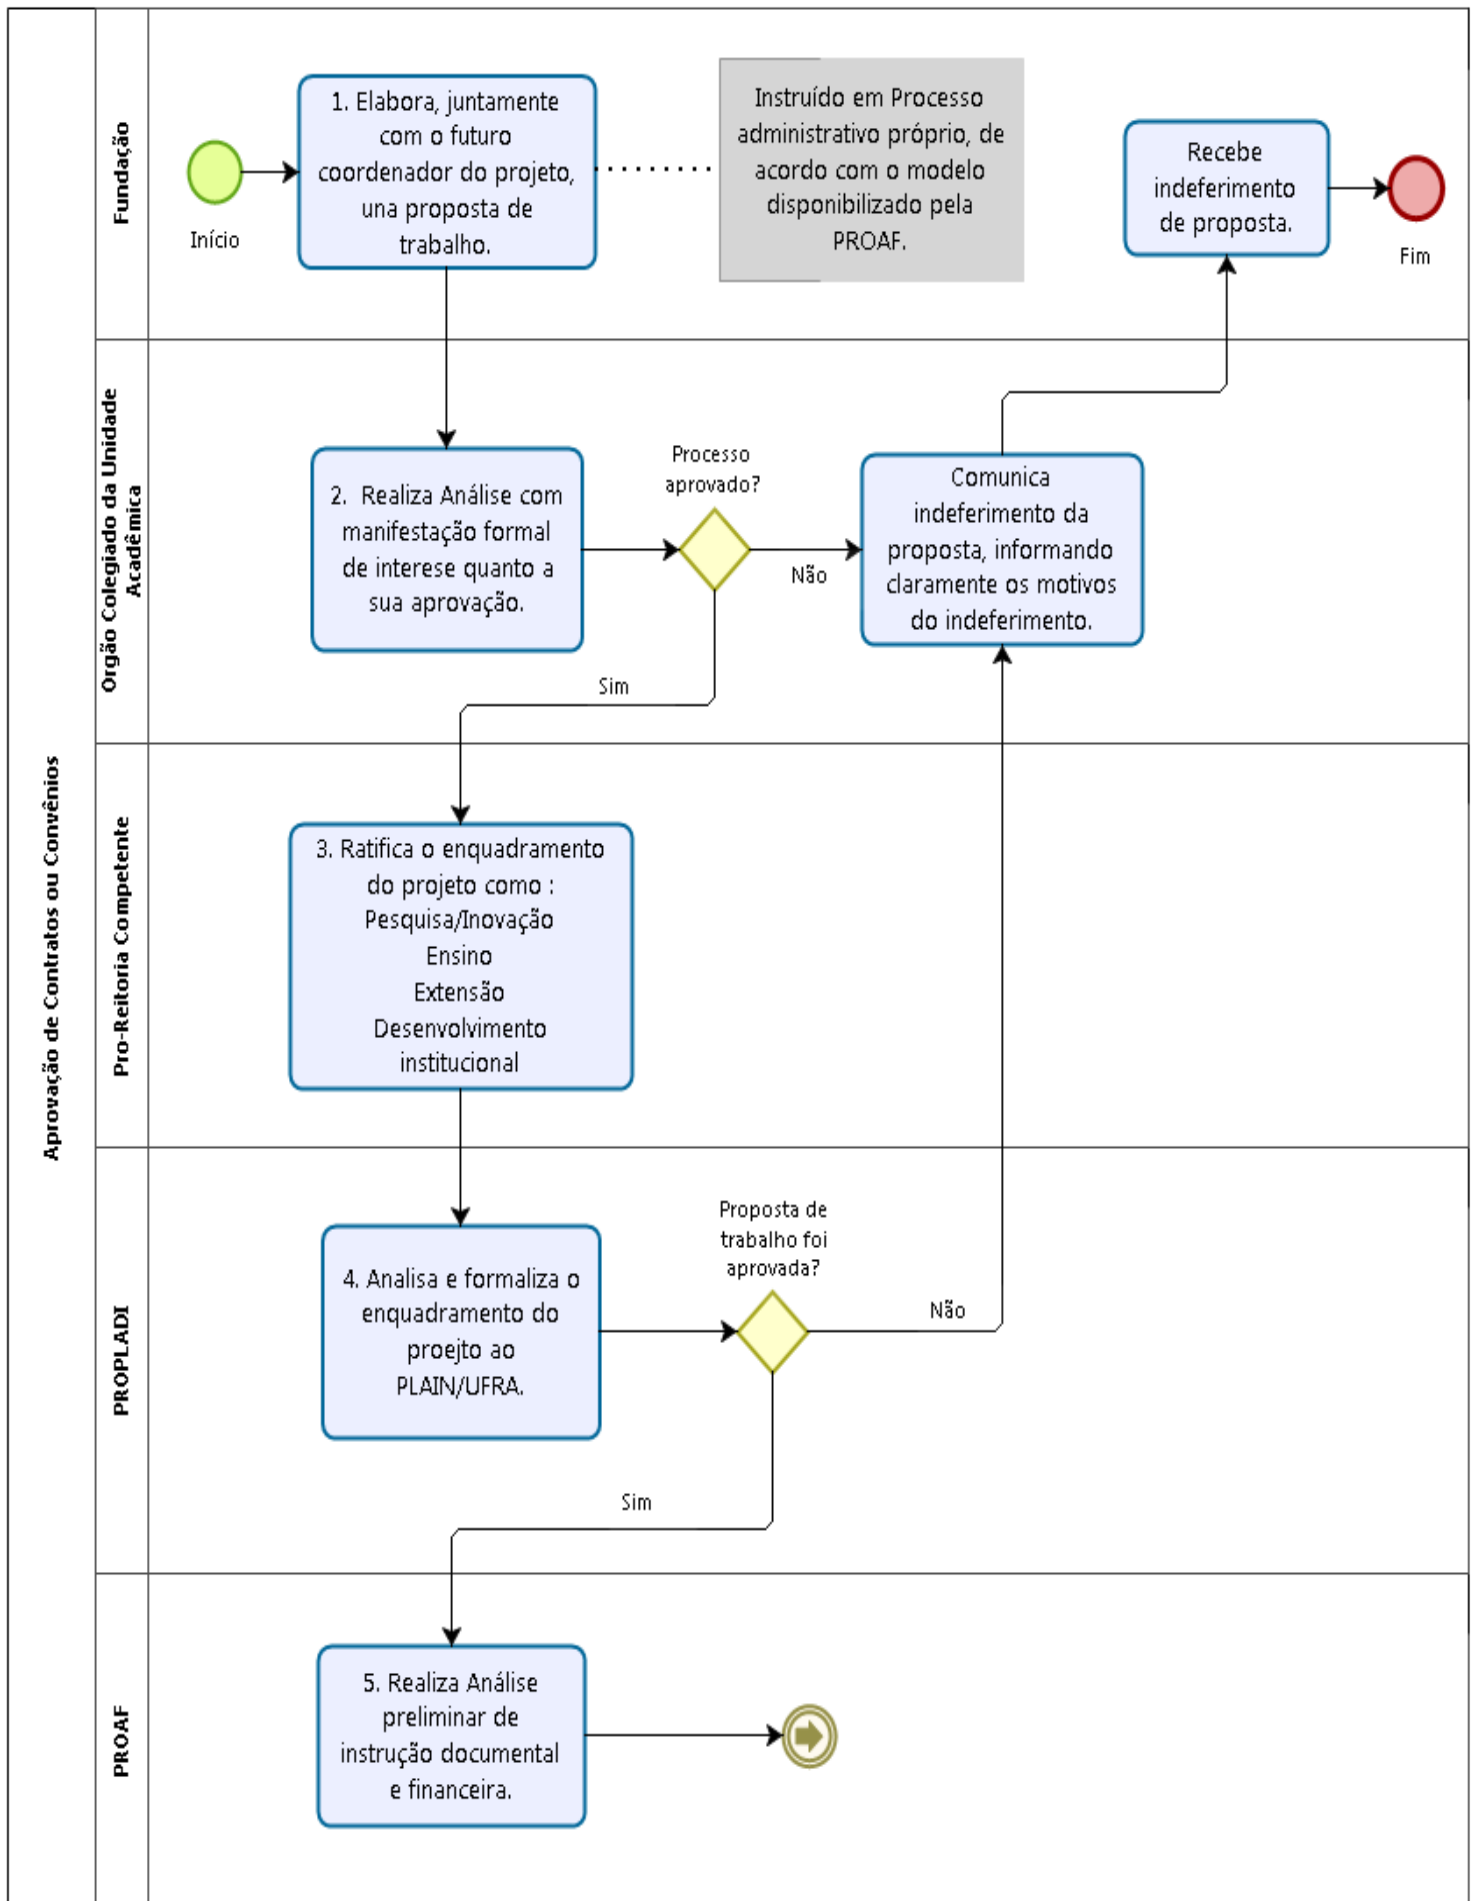 Aprovação de Contratos ou Convênios
Fundação
Início
1. Elabora, juntamente
com o futuro
coordenador do projeto,
una proposta de
trabalho.
Instruído em Processo
administrativo próprio, de
acordo com o modelo
disponibilizado pela
PROAF.
Recebe
indeferimento
de proposta.
Fim
Orgão Colegiado da Unidade
Acadêmica
2. Realiza Análise com
manifestação formal
de interese quanto a
sua aprovação.
Processo
aprovado?
Não
Sim
Comunica
indeferimento da
proposta, informando
claramente os motivos
do indeferimento.
Pro-Reitoria Competente
3. Ratifica o enquadramento
do projeto como :
Pesquisa/Inovação
Ensino
Extensão
Desenvolvimento
institucional
PROPLADI
4. Analisa e formaliza o
enquadramento do
proejto ao
PLAIN/UFRA.
Proposta de
trabalho foi
aprovada?
Não
Sim
PROAF
5. Realiza Análise
preliminar de
instrução documental
e financeira.